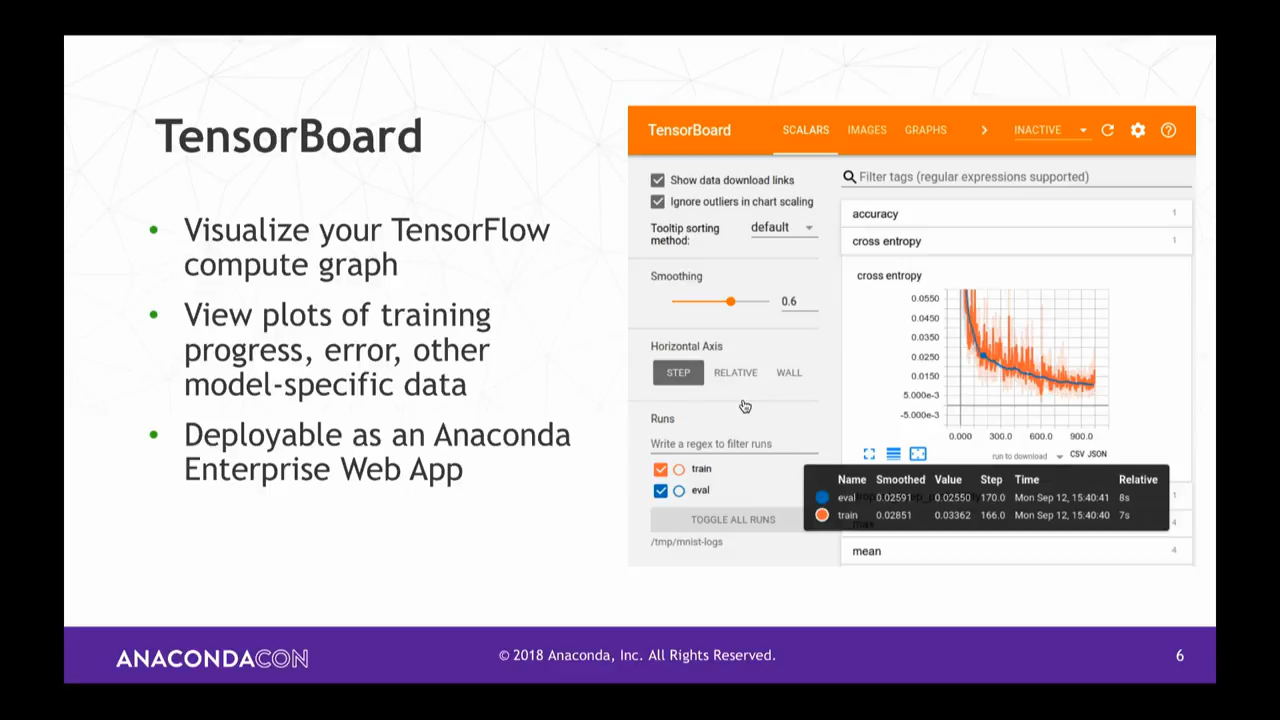 TensorBoard
• Visualize your TensorFlow
compute graph
• View plots of training
progress, error, other
model-specific data
• Deployable as an Anaconda
Enterprise Web App
TensorBoard SCALARS IMAGES GRAPHS INACTIVE
Show data download links
Ignore outliers in chart scaling
Tooltip sorting
method: default
Smoothing
0.6
Horizontal Axis
STEP RELATIVE WALL
Runs
Write a regex to filter runs
train
eval
TOGGLE ALL RUNS
/tmp/mnist-logs
Filter tags (regular expressions supported)
accuracy 1
cross entropy 1
cross entropy
0.0550
0.0450
0.0350
0.0250
0.0150
5.000e-3
-5.000e-3
0.000 300.0 600.0 900.0
run to download CSV JSON
Name Smoothed Value Step Time Relative
eval 0.02591 0.02550 170.0 Mon Sep 12, 15:40:41 8s
train 0.02851 0.03362 166.0 Mon Sep 12, 15:40:40 7s
1
max 4
mean 4
ANACONDACON © 2018 Anaconda, Inc. All Rights Reserved. 6